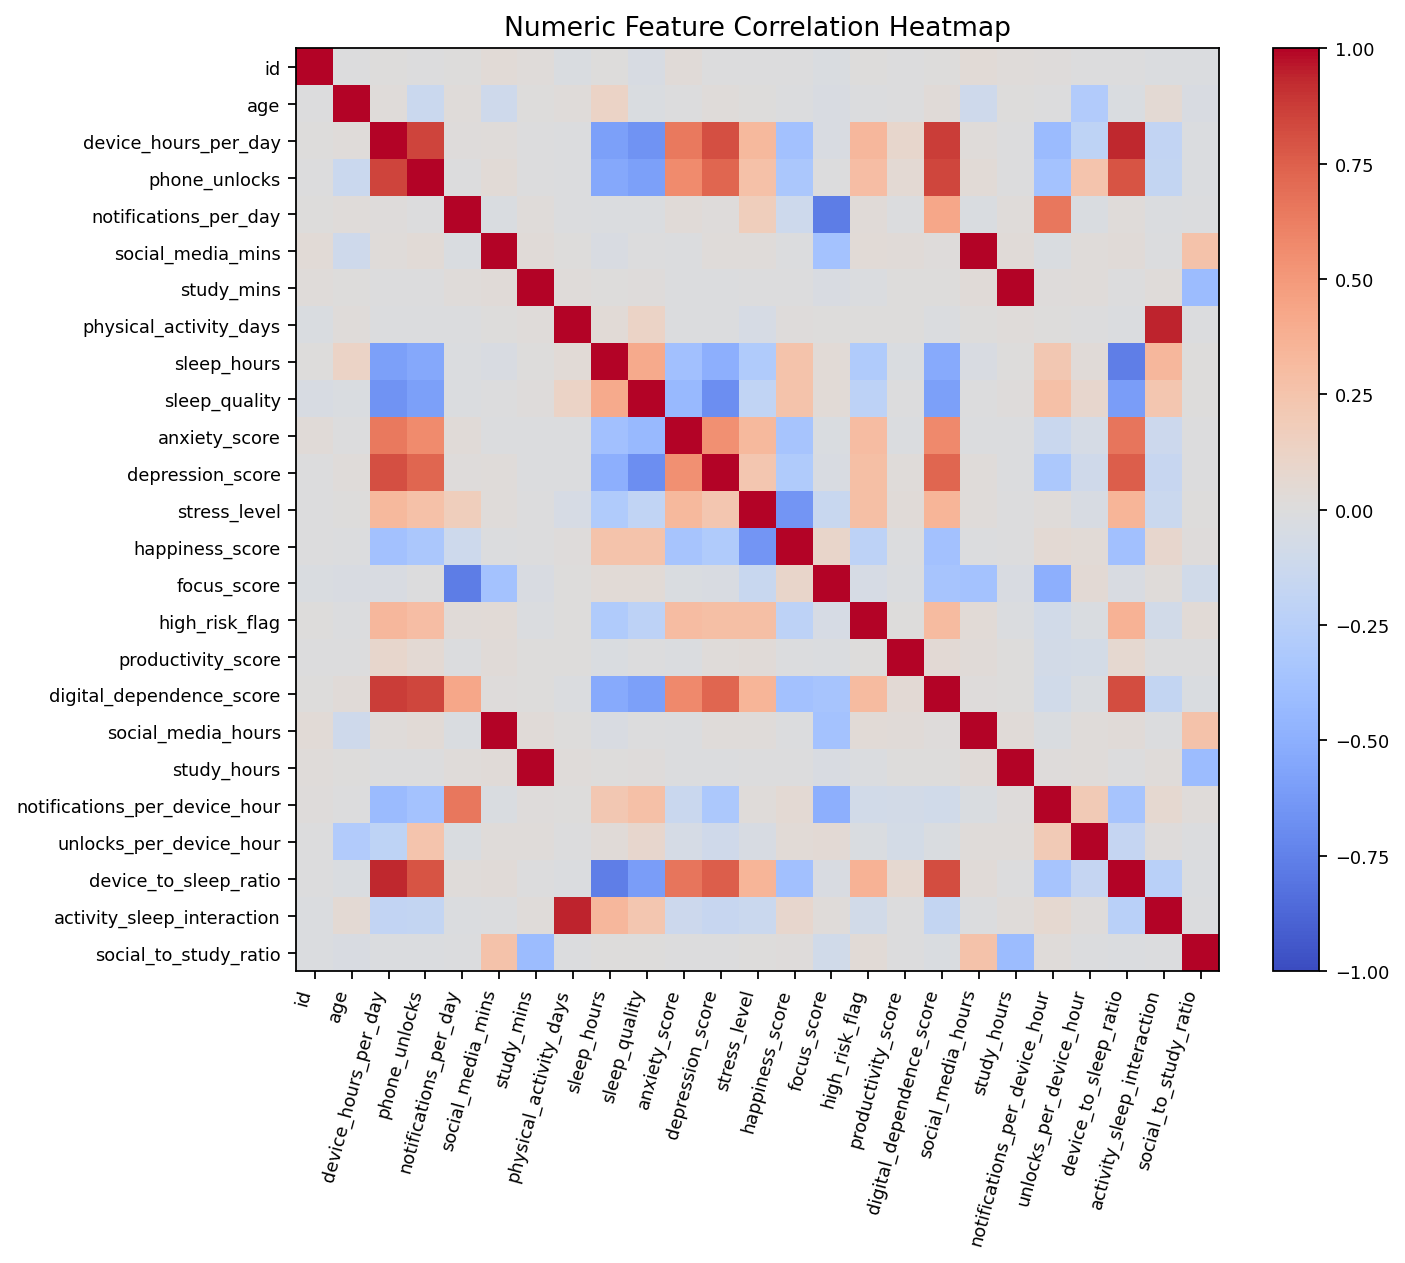 Numeric Feature Correlation Heatmap
id
age
device_hours_per_day
phone_unlocks
notifications_per_day
social_media_mins
study_mins
physical_activity_days
sleep_hours
sleep_quality
anxiety_score
depression_score
stress_level
happiness_score
focus_score
high_risk_flag
productivity_score
digital_dependence_score
social_media_hours
study_hours
notifications_per_device_hour
unlocks_per_device_hour
device_to_sleep_ratio
activity_sleep_interaction
social_to_study_ratio
id
age
device_hours_per_day
phone_unlocks
notifications_per_day
social_media_mins
study_mins
physical_activity_days
sleep_hours
sleep_quality
anxiety_score
depression_score
stress_level
happiness_score
focus_score
high_risk_flag
productivity_score
digital_dependence_score
social_media_hours
study_hours
notifications_per_device_hour
unlocks_per_device_hour
device_to_sleep_ratio
activity_sleep_interaction
social_to_study_ratio
1.00
0.75
0.50
0.25
0.00
−0.25
−0.50
−0.75
−1.00